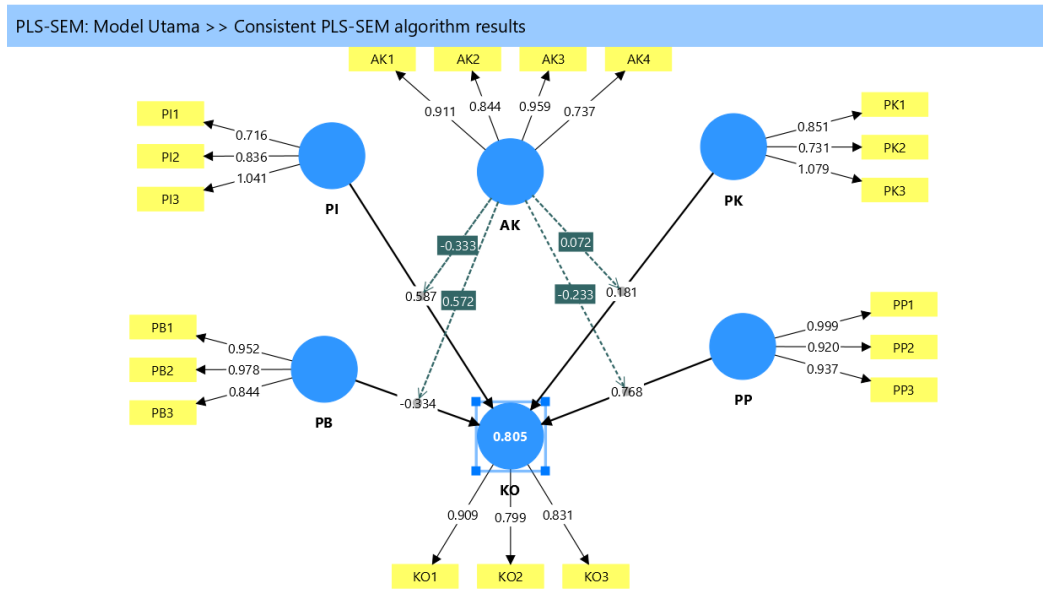 PLS-SEM: Model Utama >> Consistent PLS-SEM algorithm results
AK1 AK2 AK3 AK4
0.911 0.844 0.959 0.737
PI1
PI2
PI3
0.716
0.836
1.041
PI
AK
PK1
PK2
PK3
0.851
0.731
1.079
PK
-0.333
0.072
0.587
0.572
-0.233
0.181
PB1
PB2
PB3
0.952
0.978
0.844
PB
-0.334
PP1
PP2
PP3
0.999
0.920
0.937
PP
0.768
0.805
KO
0.909 0.799 0.831
KO1 KO2 KO3